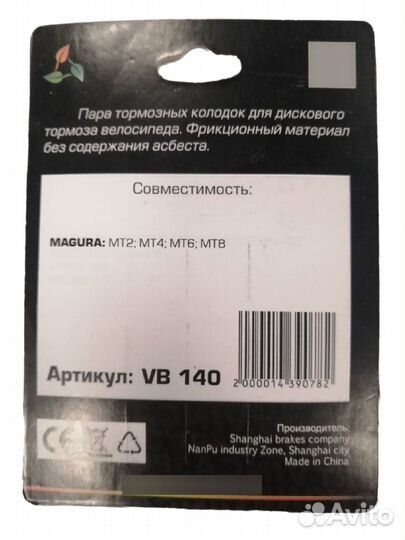 Пара тормозных колодок для дискового
тормоза велосипеда. Фрикционный материал
без содержания асбеста.
Совместимость:
MAGURA: MT2; MT4; MT6; MT8
Артикул: VB 140
2000014390782
Производитель:
Shanghai brakes company
NanPu industry Zone, Shanghai city
Made in China
CE
Avito